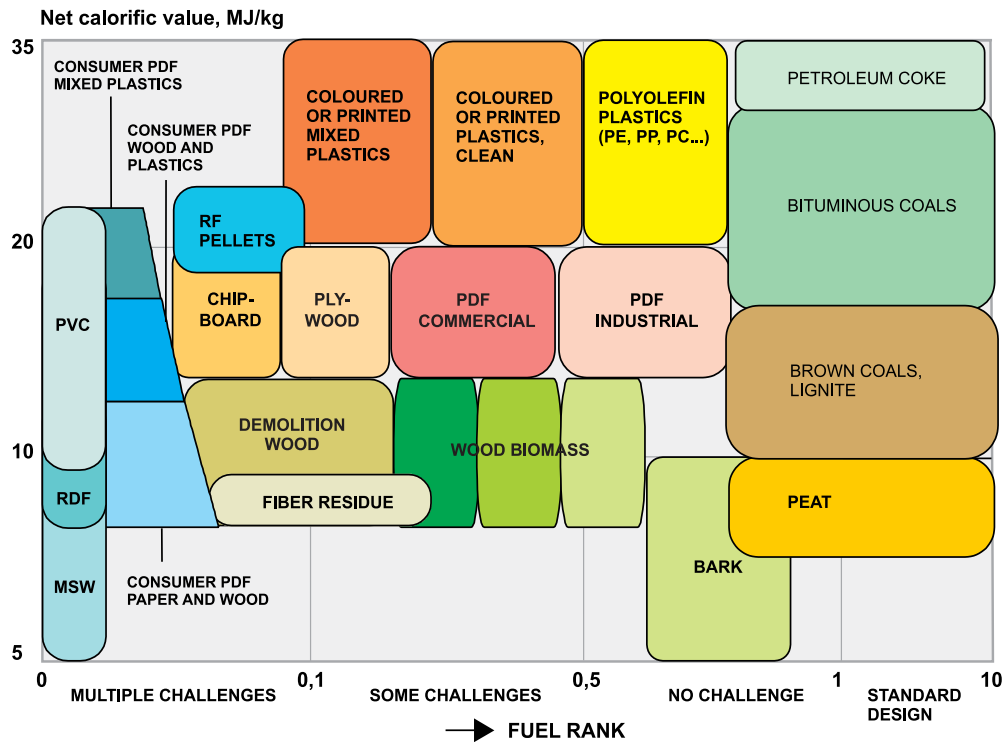 Net calorific value, MJ/kg
35
CONSUMER PDF
MIXED PLASTICS
CONSUMER PDF
WOOD AND
PLASTICS
COLOURED
OR PRINTED
MIXED
PLASTICS
COLOURED
OR PRINTED
PLASTICS,
CLEAN
POLYOLEFIN
PLASTICS
(PE, PP, PC...)
PETROLEUM COKE
BITUMINOUS COALS
20
RF
PELLETS
PVC
CHIP-
BOARD
PLY-
WOOD
PDF
COMMERCIAL
PDF
INDUSTRIAL
BROWN COALS,
LIGNITE
10
DEMOLITION
WOOD
WOOD BIOMASS
RDF
FIBER RESIDUE
PEAT
MSW
CONSUMER PDF
PAPER AND WOOD
BARK
5
0
0,1
0,5
1
10
MULTIPLE CHALLENGES
SOME CHALLENGES
NO CHALLENGE
STANDARD
DESIGN
FUEL RANK